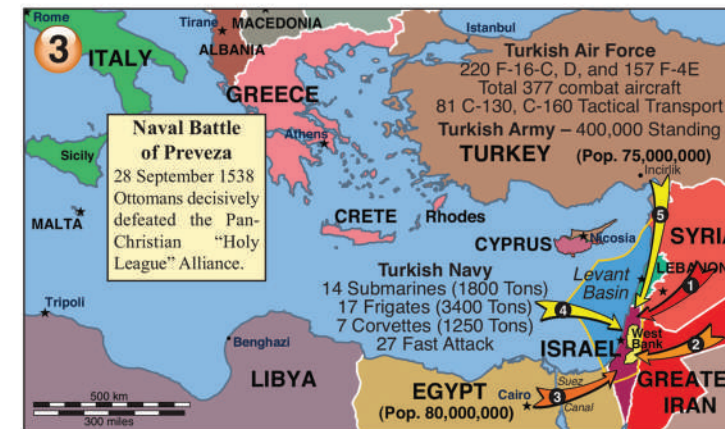 3
Rome
ITALY
Tirane
MACEDONIA
ALBANIA
Istanbul
GREECE
Turkish Air Force
220 F-16-C, D, and 157 F-4E
Total 377 combat aircraft
81 C-130, C-160 Tactical Transport
Turkish Army – 400,000 Standing
TURKEY (Pop. 75,000,000)
Incirlik
Naval Battle
of Preveza
28 September 1538
Ottomans decisively
defeated the Pan-
Christian “Holy
League” Alliance.
Athens
Sicily
MALTA
CRETE
Rhodes
CYPRUS
Nicosia
5
SYRIA
LEBANON
Levant
Basin
1
Turkish Navy
14 Submarines (1800 Tons)
17 Frigates (3400 Tons)
7 Corvettes (1250 Tons)
27 Fast Attack
4
Tripoli
Benghazi
ISRAEL
West
Bank
2
LIBYA
EGYPT
(Pop. 80,000,000)
Cairo
Suez
Canal
3
GREATE
IRAN
500 km
300 miles